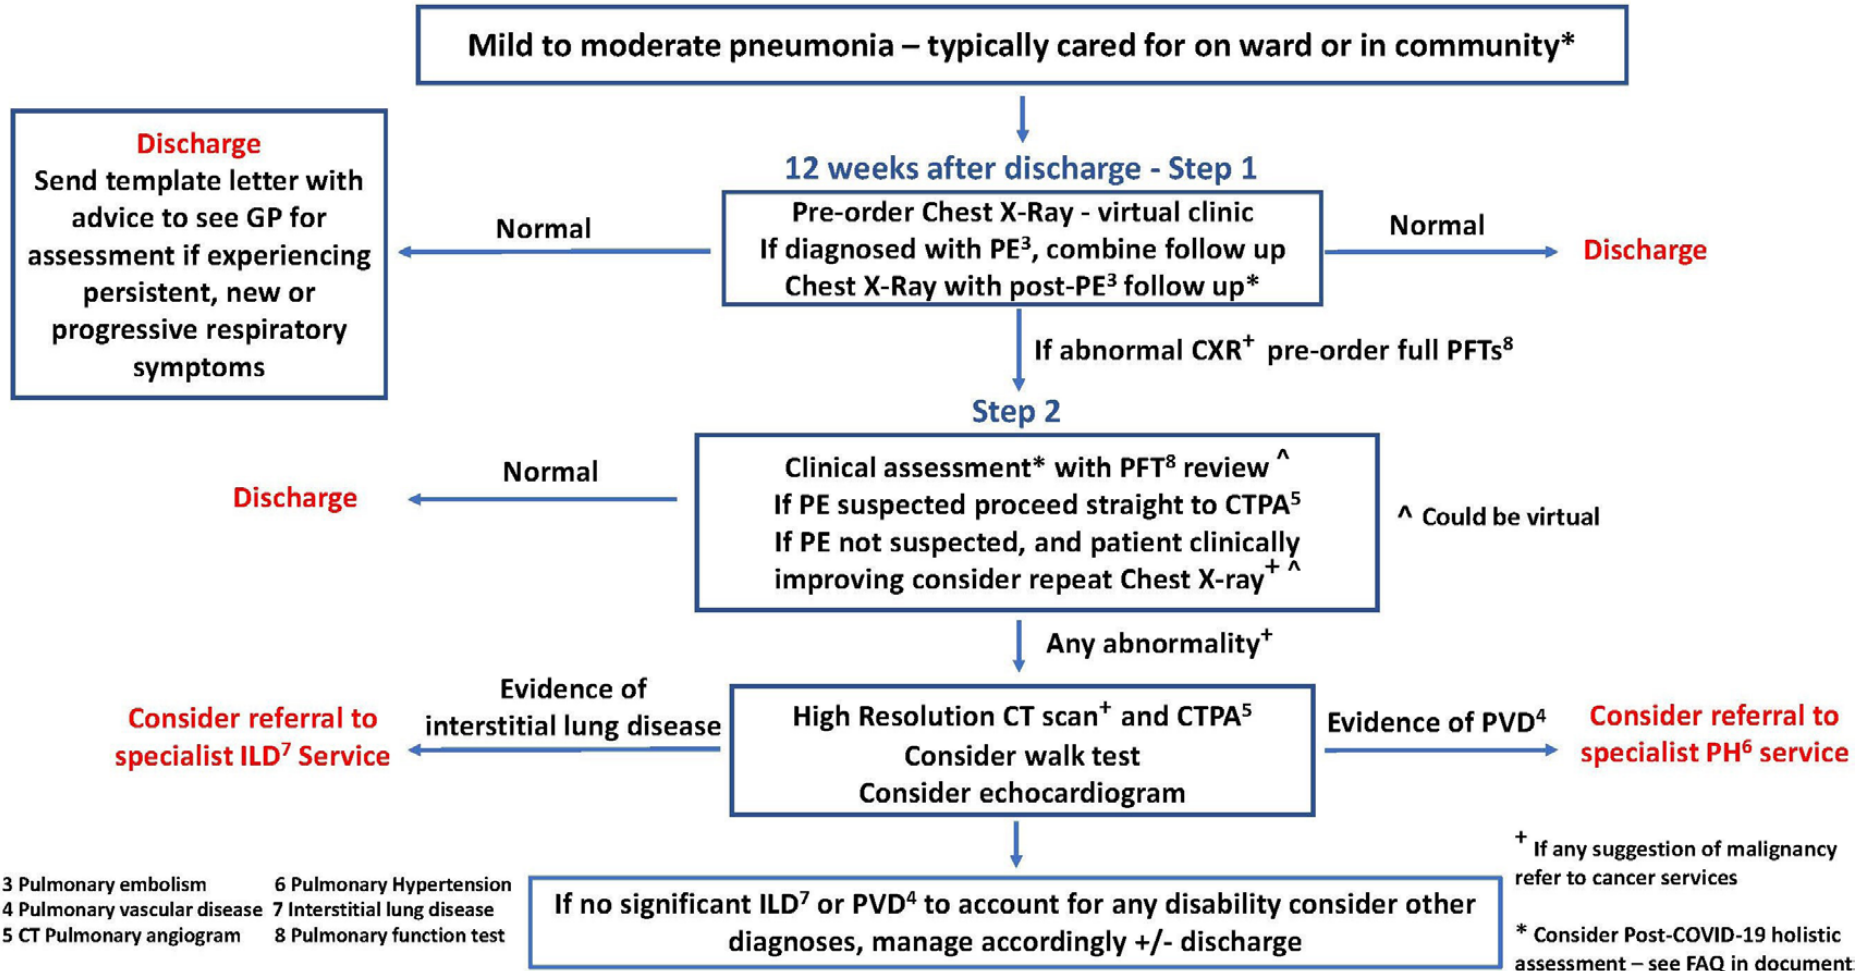 Mild to moderate pneumonia – typically cared for on ward or in community*
12 weeks after discharge - Step 1
Discharge
Send template letter with
advice to see GP for
assessment if experiencing
persistent, new or
progressive respiratory
symptoms
Normal
Pre-order Chest X-Ray - virtual clinic
If diagnosed with PE³, combine follow up
Chest X-Ray with post-PE³ follow up*
Normal
Discharge
If abnormal CXR⁺ pre-order full PFTs⁸
Step 2
Discharge
Normal
Clinical assessment* with PFT⁸ review ^
If PE suspected proceed straight to CTPA⁵
If PE not suspected, and patient clinically
improving consider repeat Chest X-ray⁺ ^
^ Could be virtual
Any abnormality⁺
Consider referral to
specialist ILD⁷ Service
Evidence of
interstitial lung disease
High Resolution CT scan⁺ and CTPA⁵
Consider walk test
Consider echocardiogram
Evidence of PVD⁴
Consider referral to
specialist PH⁶ service
If no significant ILD⁷ or PVD⁴ to account for any disability consider other
diagnoses, manage accordingly +/- discharge
3 Pulmonary embolism
4 Pulmonary vascular disease
5 CT Pulmonary angiogram
6 Pulmonary Hypertension
7 Interstitial lung disease
8 Pulmonary function test
⁺ If any suggestion of malignancy
refer to cancer services
* Consider Post-COVID-19 holistic
assessment – see FAQ in document